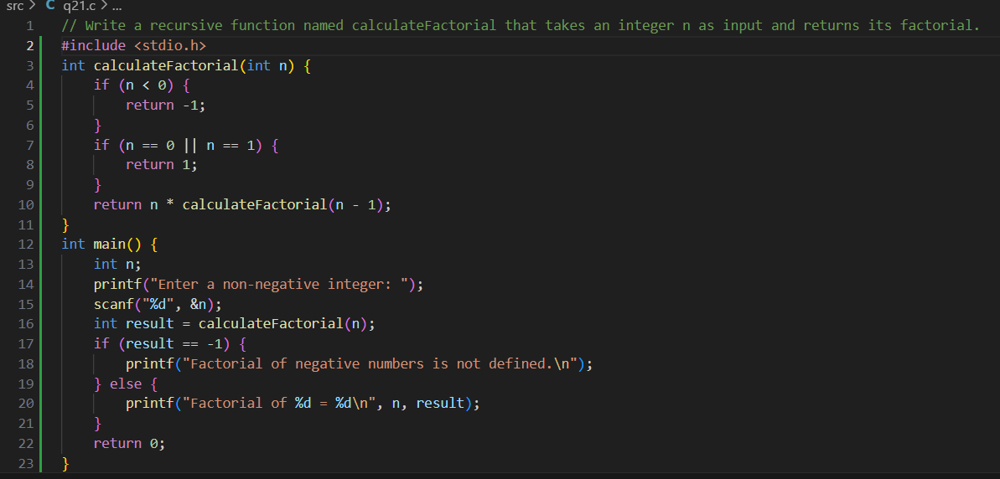 src > C q21.c > ...
1 // Write a recursive function named calculateFactorial that takes an integer n as input and returns its factorial.
2 #include <stdio.h>
3 int calculateFactorial(int n) {
4     if (n < 0) {
5         return -1;
6     }
7     if (n == 0 || n == 1) {
8         return 1;
9     }
10     return n * calculateFactorial(n - 1);
11 }
12 int main() {
13     int n;
14     printf("Enter a non-negative integer: ");
15     scanf("%d", &n);
16     int result = calculateFactorial(n);
17     if (result == -1) {
18         printf("Factorial of negative numbers is not defined.\n");
19     } else {
20         printf("Factorial of %d = %d\n", n, result);
21     }
22     return 0;
23 }